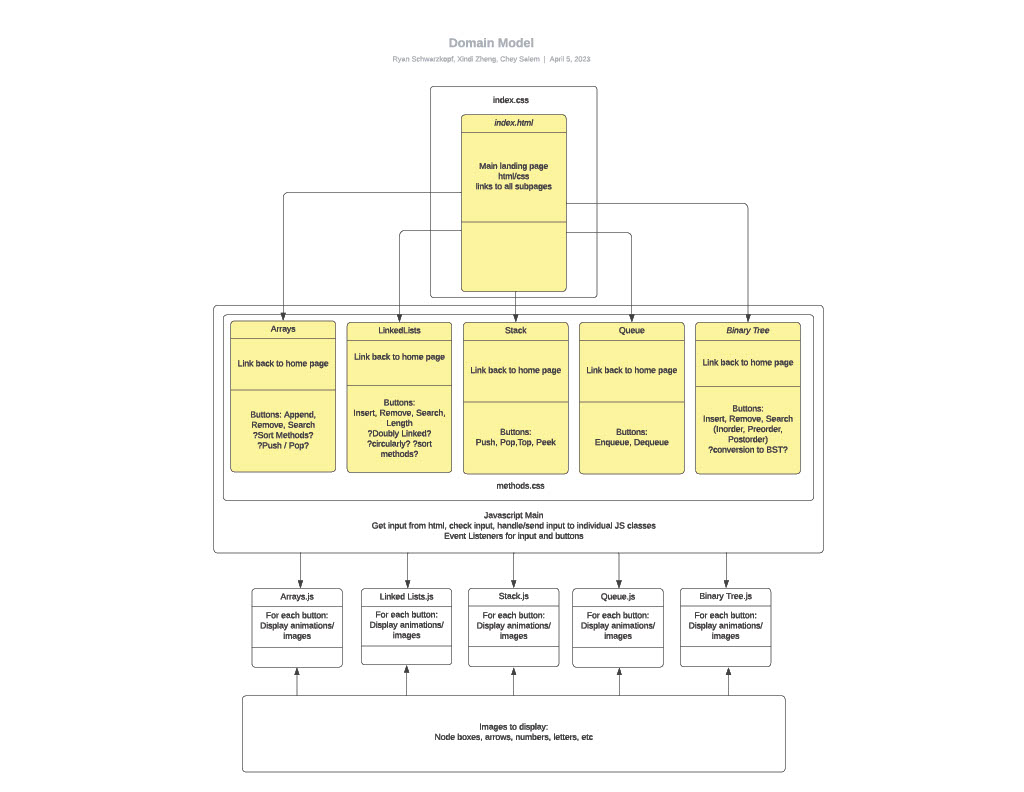 Domain Model
Ryan Schwarzkopf, Xindi Zheng, Chey Salem | April 5, 2023
index.css
index.html
Main landing page
html/css
links to all subpages
Arrays
Link back to home page
Buttons: Append,
Remove, Search
?Sort Methods?
?Push / Pop?
LinkedLists
Link back to home page
Buttons:
Insert, Remove, Search,
Length
?Doubly Linked?
?circularly? ?sort
methods?
Stack
Link back to home page
Buttons:
Push, Pop,Top, Peek
Queue
Link back to home page
Buttons:
Enqueue, Dequeue
Binary Tree
Link back to home page
Buttons:
Insert, Remove, Search
(Inorder, Preorder,
Postorder)
?conversion to BST?
methods.css
Javascript Main
Get input from html, check input, handle/send input to individual JS classes
Event Listeners for input and buttons
Arrays.js
For each button:
Display animations/
images
Linked Lists.js
For each button:
Display animations/
images
Stack.js
For each button:
Display animations/
images
Queue.js
For each button:
Display animations/
images
Binary Tree.js
For each button:
Display animations/
images
Images to display:
Node boxes, arrows, numbers, letters, etc